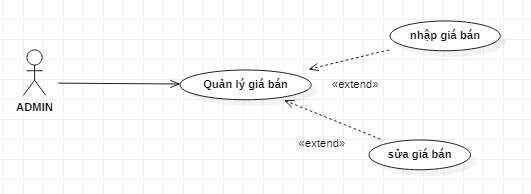 nhập giá bán
Quản lý giá bán
«extend»
ADMIN
«extend»
sửa giá bán